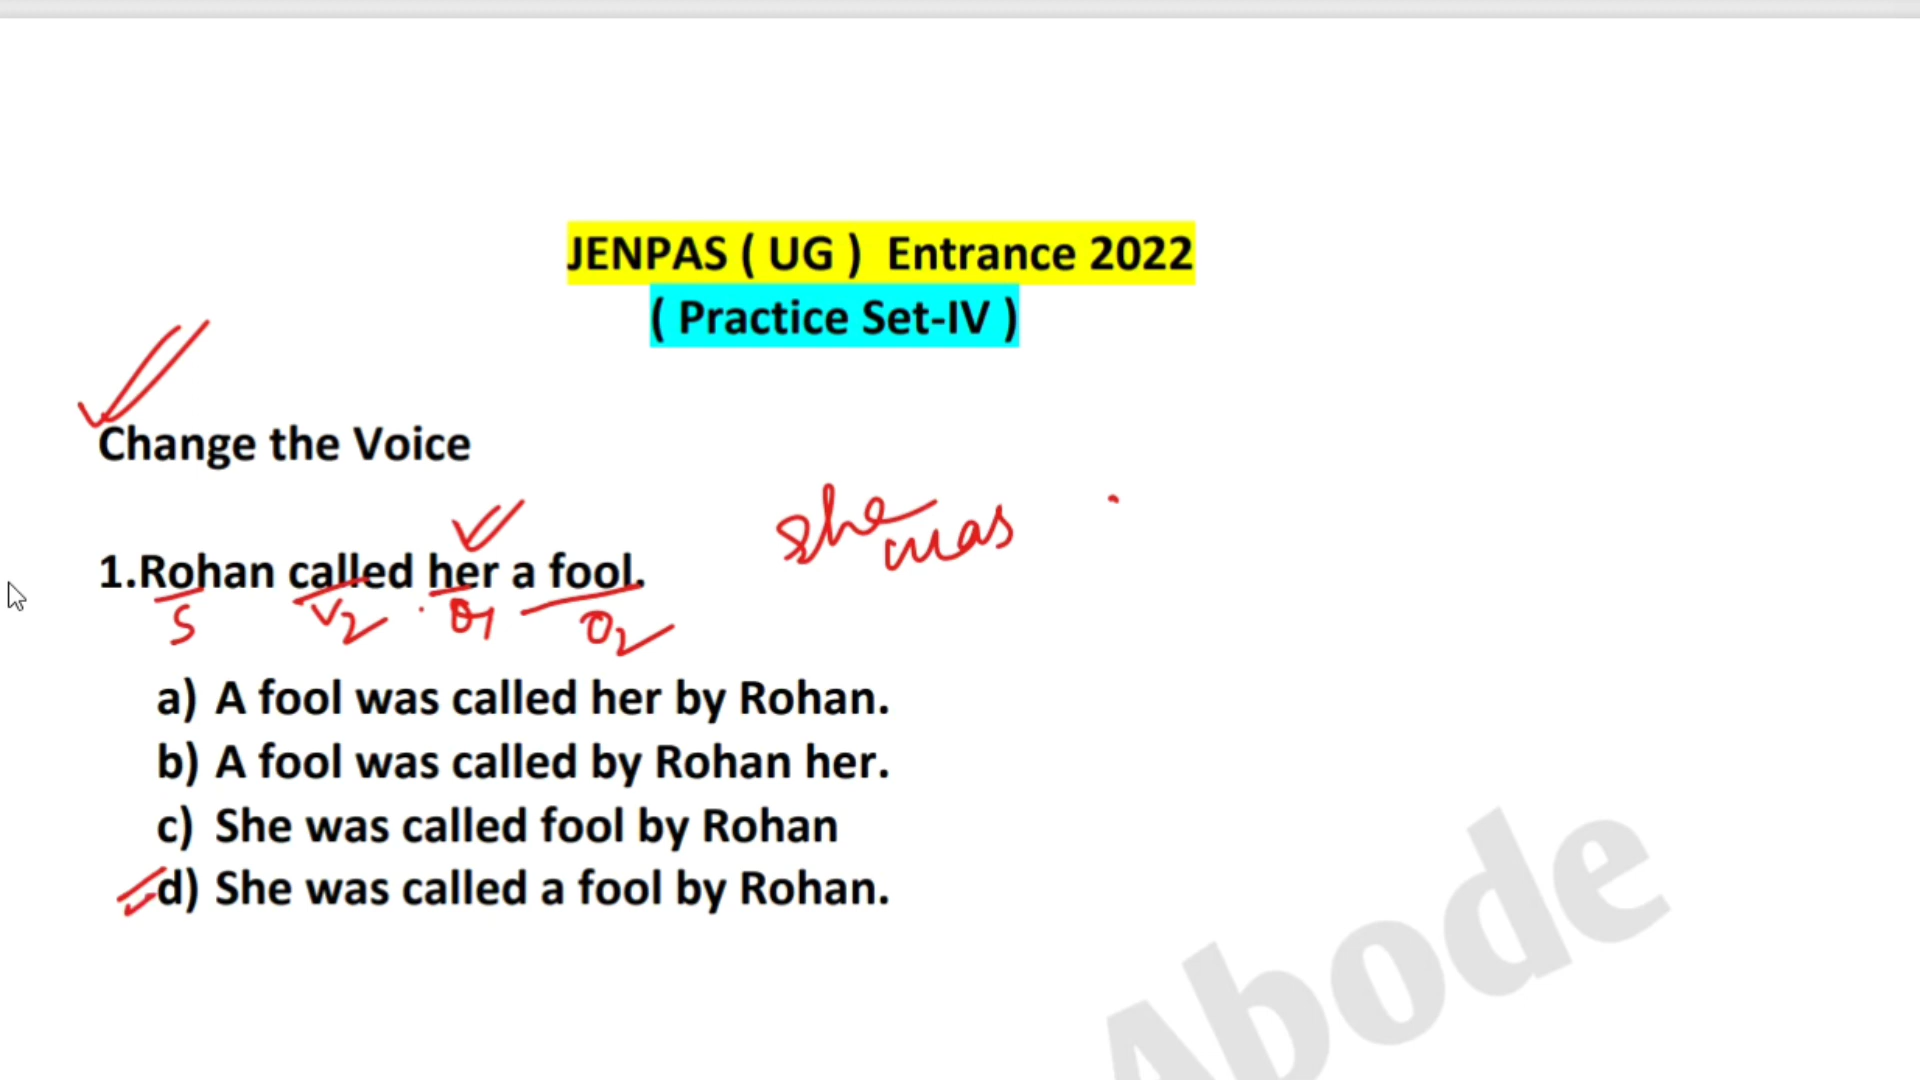 JENPAS ( UG ) Entrance 2022
( Practice Set-IV )
Change the Voice
she was
1.Rohan called her a fool.
S V2 O1 O2
a) A fool was called her by Rohan.
b) A fool was called by Rohan her.
c) She was called fool by Rohan
d) She was called a fool by Rohan.
Abode